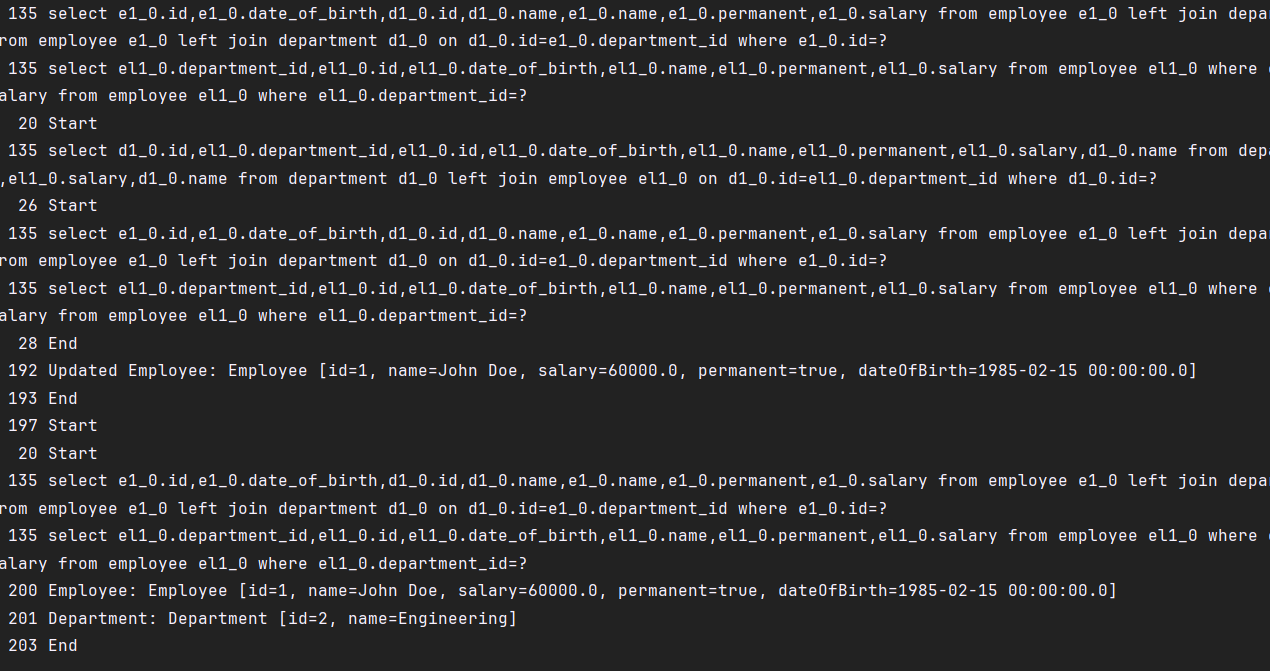 135 select e1_0.id,e1_0.date_of_birth,d1_0.id,d1_0.name,e1_0.name,e1_0.permanent,e1_0.salary from employee e1_0 left join
rom employee e1_0 left join department d1_0 on d1_0.id=e1_0.department_id where e1_0.id=?
135 select el1_0.department_id,el1_0.id,el1_0.date_of_birth,el1_0.name,el1_0.permanent,el1_0.salary from employee el1_0 where
alary from employee el1_0 where el1_0.department_id=?
20 Start
135 select d1_0.id,el1_0.department_id,el1_0.id,el1_0.date_of_birth,el1_0.name,el1_0.permanent,el1_0.salary,d1_0.name from
,el1_0.salary,d1_0.name from department d1_0 left join employee el1_0 on d1_0.id=el1_0.department_id where d1_0.id=?
26 Start
135 select e1_0.id,e1_0.date_of_birth,d1_0.id,d1_0.name,e1_0.name,e1_0.permanent,e1_0.salary from employee e1_0 left join
rom employee e1_0 left join department d1_0 on d1_0.id=e1_0.department_id where e1_0.id=?
135 select el1_0.department_id,el1_0.id,el1_0.date_of_birth,el1_0.name,el1_0.permanent,el1_0.salary from employee el1_0 where
alary from employee el1_0 where el1_0.department_id=?
28 End
192 Updated Employee: Employee [id=1, name=John Doe, salary=60000.0, permanent=true, dateOfBirth=1985-02-15 00:00:00.0]
193 End
197 Start
20 Start
135 select e1_0.id,e1_0.date_of_birth,d1_0.id,d1_0.name,e1_0.name,e1_0.permanent,e1_0.salary from employee e1_0 left join
rom employee e1_0 left join department d1_0 on d1_0.id=e1_0.department_id where e1_0.id=?
135 select el1_0.department_id,el1_0.id,el1_0.date_of_birth,el1_0.name,el1_0.permanent,el1_0.salary from employee el1_0 where
alary from employee el1_0 where el1_0.department_id=?
200 Employee: Employee [id=1, name=John Doe, salary=60000.0, permanent=true, dateOfBirth=1985-02-15 00:00:00.0]
201 Department: Department [id=2, name=Engineering]
203 End